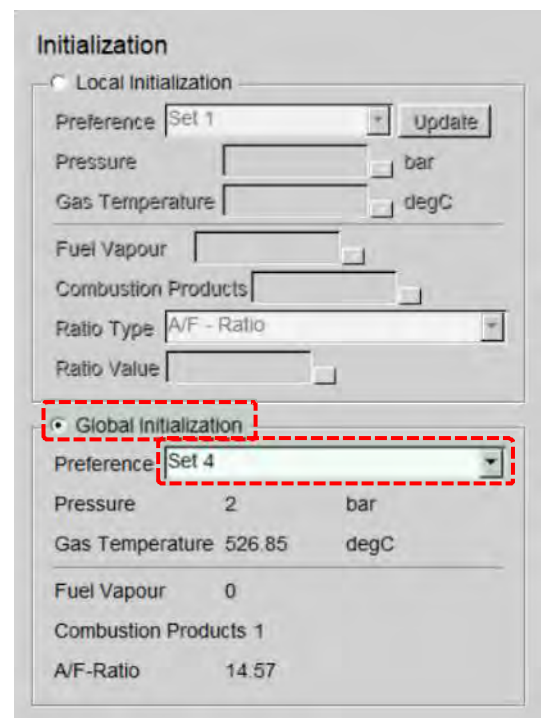 Initialization
Local Initialization
Preference Set 1 Update
Pressure bar
Gas Temperature degC
Fuel Vapour
Combustion Products
Ratio Type A/F - Ratio
Ratio Value
Global Initialization
Preference Set 4
Pressure 2 bar
Gas Temperature 526.85 degC
Fuel Vapour 0
Combustion Products 1
A/F-Ratio 14.57